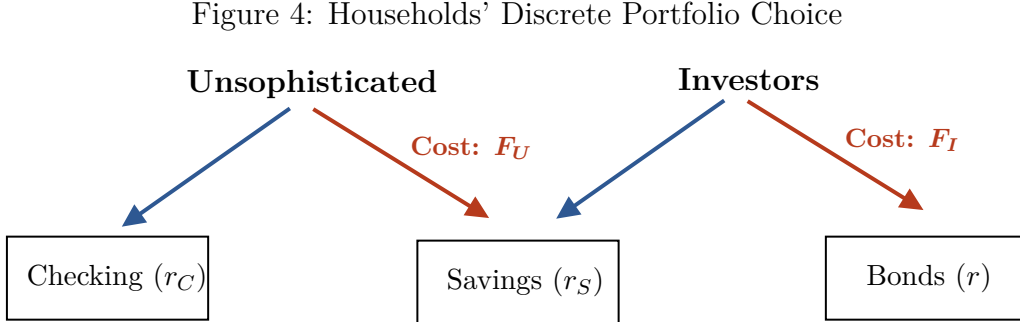 Figure 4: Households' Discrete Portfolio Choice
Unsophisticated Investors
Cost: F_U Cost: F_I
Checking (r_C) Savings (r_S) Bonds (r)